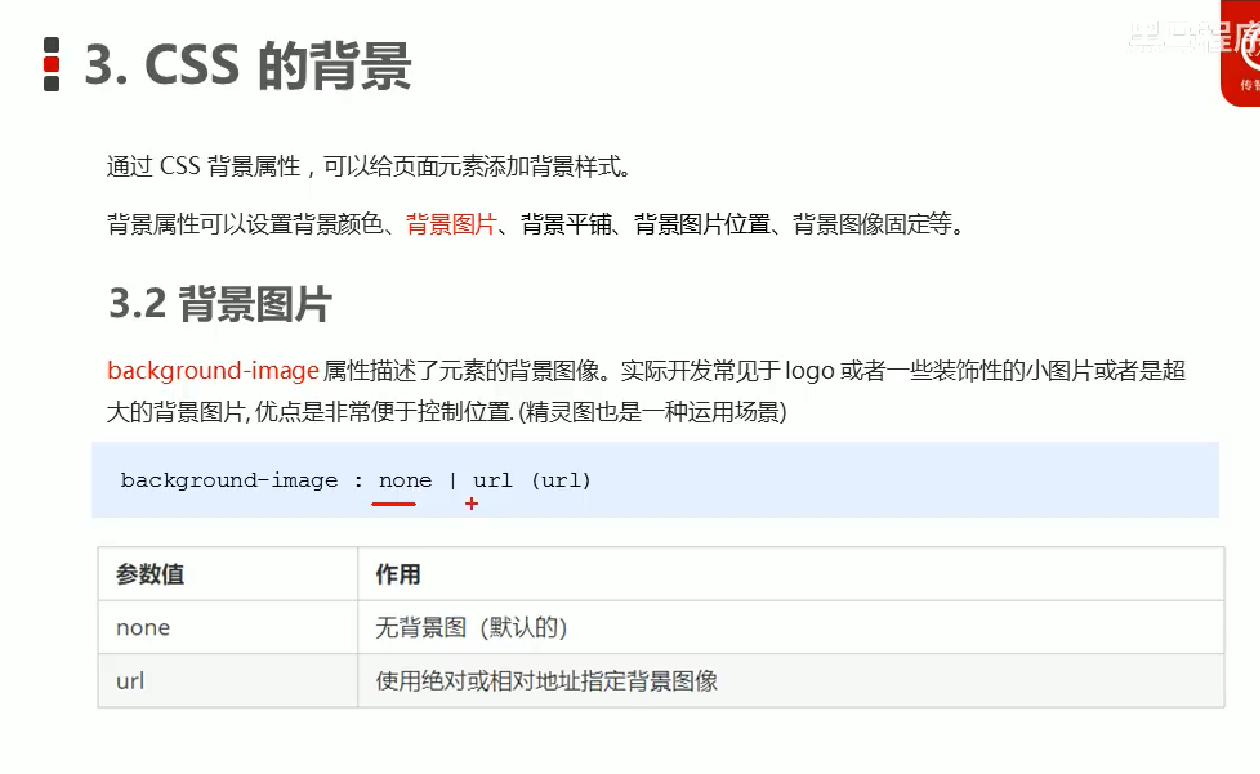 3. CSS 的背景
黑马程序
传智
通过 CSS 背景属性，可以给页面元素添加背景样式。
背景属性可以设置背景颜色、背景图片、背景平铺、背景图片位置、背景图像固定等。
3.2 背景图片
background-image 属性描述了元素的背景图像。实际开发常见于 logo 或者一些装饰性的小图片或者是超
大的背景图片, 优点是非常便于控制位置. (精灵图也是一种运用场景)
background-image : none | url (url)
参数值 作用
none 无背景图（默认的）
url 使用绝对或相对地址指定背景图像